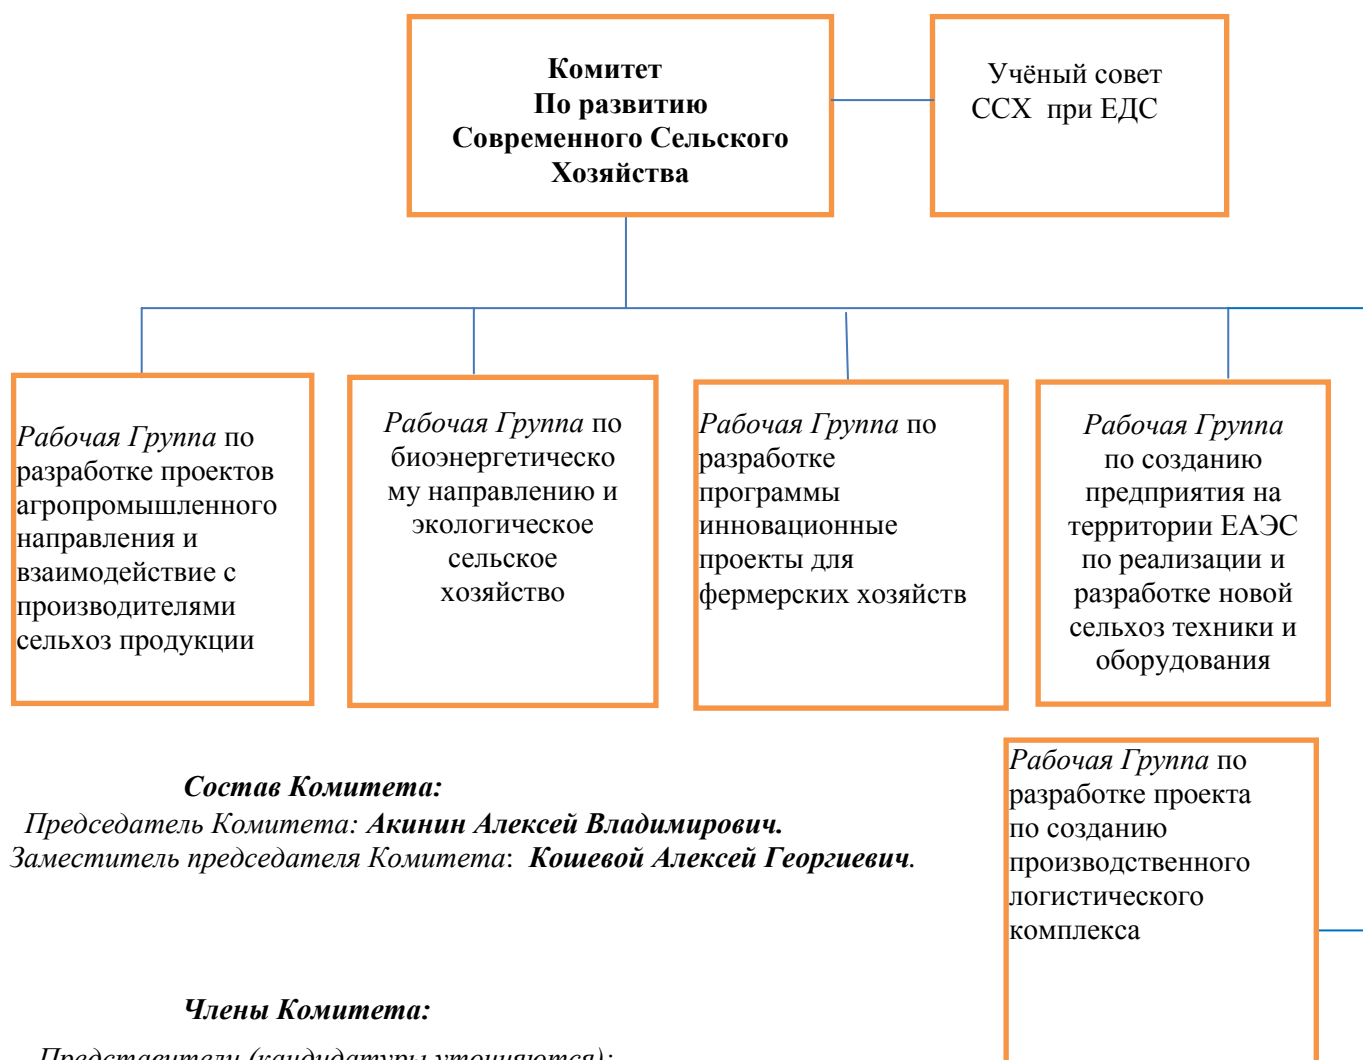 Комитет
По развитию
Современного Сельского
Хозяйства
Учёный совет
ССХ при ЕДС
Рабочая Группа по
разработке проектов
агропромышленного
направления и
взаимодействие с
производителями
сельхоз продукции
Рабочая Группа по
биоэнергетическо
му направлению и
экологическое
сельское
хозяйство
Рабочая Группа по
разработке
программы
инновационные
проекты для
фермерских хозяйств
Рабочая Группа
по созданию
предприятия на
территории ЕАЭС
по реализации и
разработке новой
сельхоз техники и
оборудования
Рабочая Группа по
разработке проекта
по созданию
производственного
логистического
комплекса
Состав Комитета:
Председатель Комитета: Акинин Алексей Владимирович.
Заместитель председателя Комитета: Кошевой Алексей Георгиевич.
Члены Комитета:
Представители (кандидатуры уточняются):